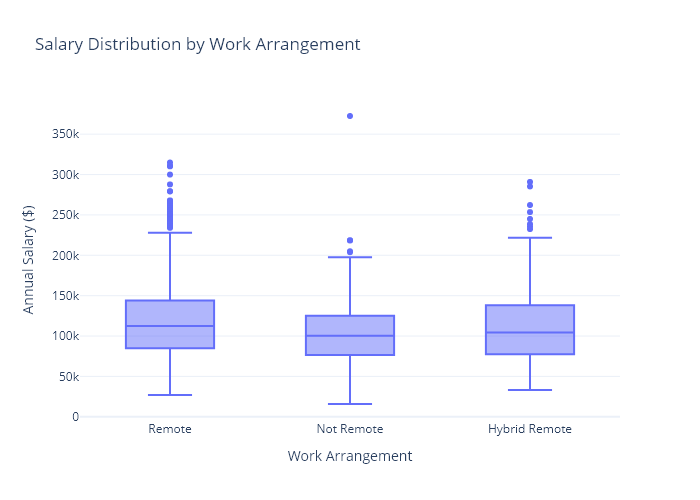 Salary Distribution by Work Arrangement
350k
300k
250k
200k
150k
100k
50k
0
Annual Salary ($)
Remote
Not Remote
Hybrid Remote
Work Arrangement